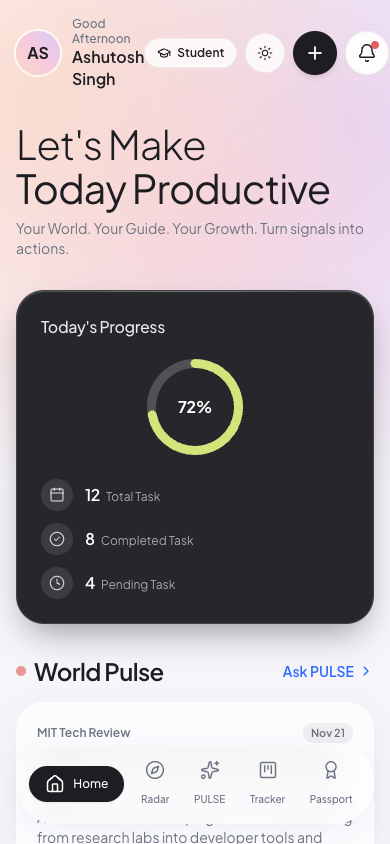 AS
Good
Afternoon
Ashutosh
Singh
Student
Let's Make
Today Productive
Your World. Your Guide. Your Growth. Turn signals into
actions.
Today's Progress
72%
12 Total Task
8 Completed Task
4 Pending Task
World Pulse
Ask PULSE
MIT Tech Review
Nov 21
Home
Radar
PULSE
Tracker
Passport
from research labs into developer tools and